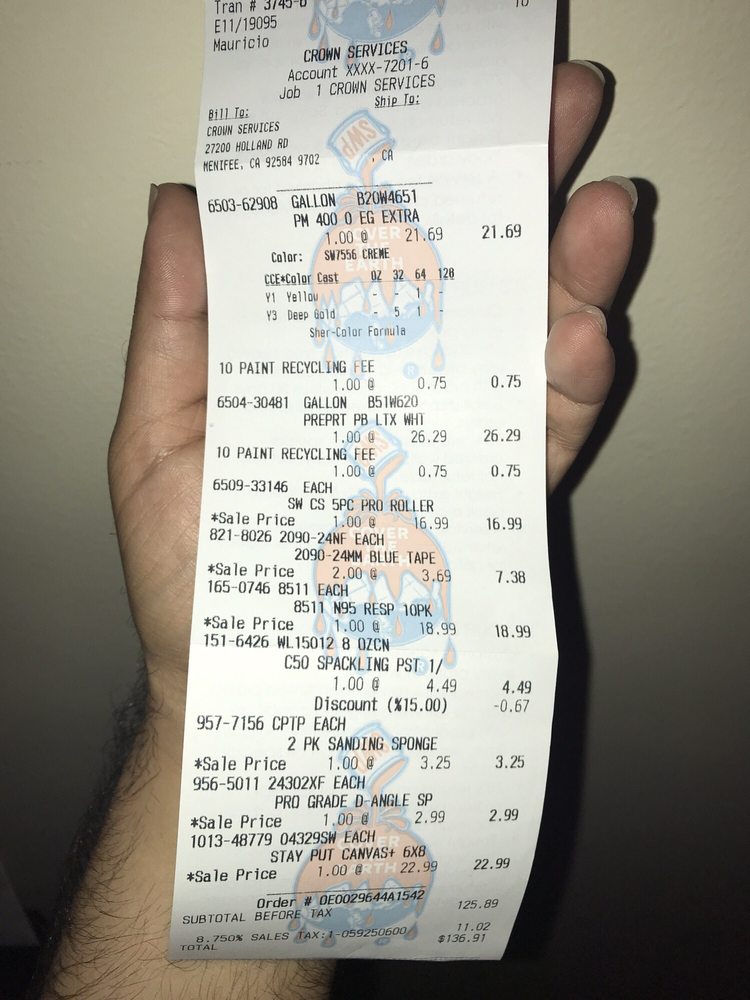 Tran # 3745-6
E11/19095
Mauricio
CROWN SERVICES
Account XXXX-7201-6
Job 1 CROWN SERVICES
Bill To: Ship To:
CROWN SERVICES
27200 HOLLAND RD
MENIFEE, CA 92584 9702 , CA
6503-62908 GALLON B20W4651
PM 400 0 EG EXTRA
1.00 @ 21.69 21.69
Color: SW7556 CREME
CCE*Color Cast OZ 32 64 128
Y1 Yellow - - 1 -
Y3 Deep Gold - 5 1 -
Sher-Color Formula
10 PAINT RECYCLING FEE
1.00 @ 0.75 0.75
6504-30481 GALLON B51W620
PREPRT PB LTX WHT
1.00 @ 26.29 26.29
10 PAINT RECYCLING FEE
1.00 @ 0.75 0.75
6509-33146 EACH
SW CS 5PC PRO ROLLER
*Sale Price 1.00 @ 16.99 16.99
821-8026 2090-24NF EACH
2090-24MM BLUE TAPE
*Sale Price 2.00 @ 3.69 7.38
165-0746 8511 EACH
8511 N95 RESP 10PK
*Sale Price 1.00 @ 18.99 18.99
151-6426 WL15012 8 OZCN
C50 SPACKLING PST 1/
1.00 @ 4.49 4.49
Discount (%15.00) -0.67
957-7156 CPTP EACH
2 PK SANDING SPONGE
*Sale Price 1.00 @ 3.25 3.25
956-5011 24302XF EACH
PRO GRADE D-ANGLE SP
*Sale Price 1.00 @ 2.99 2.99
1013-48779 04329SW EACH
STAY PUT CANVAS+ 6X8
*Sale Price 1.00 @ 22.99 22.99
Order # OE0029644A1542
SUBTOTAL BEFORE TAX 125.89
8.750% SALES TAX:1-059250600 11.02
TOTAL $136.91